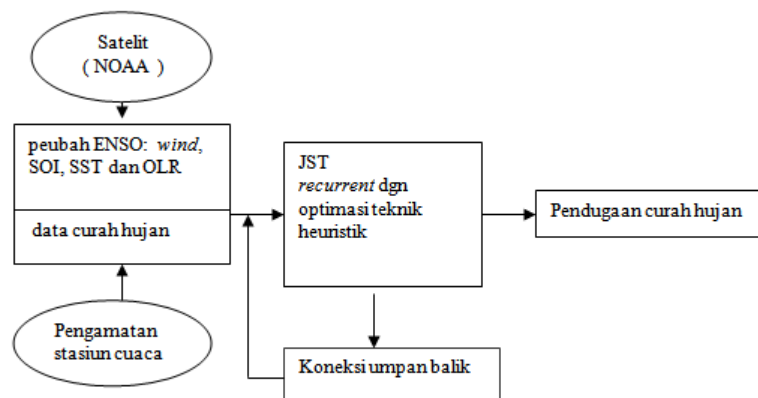 Satelit
( NOAA )
peubah ENSO: wind,
SOI, SST dan OLR
data curah hujan
Pengamatan
stasiun cuaca
JST
recurrent dgn
optimasi teknik
heuristik
Koneksi umpan balik
Pendugaan curah hujan